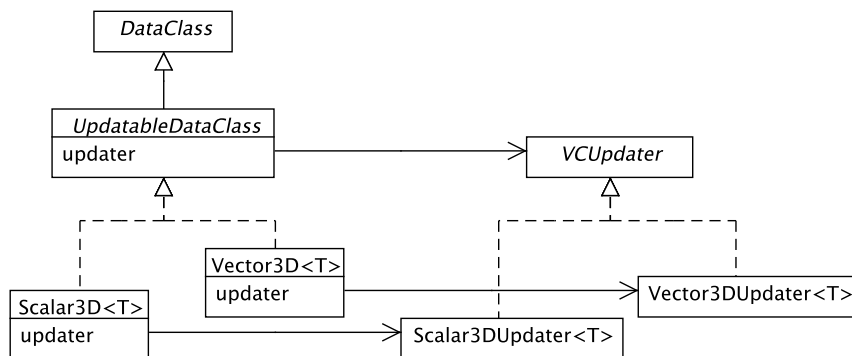 DataClass
UpdatableDataClass
updater
VCUpdater
Vector3D<T>
updater
Vector3DUpdater<T>
Scalar3D<T>
updater
Scalar3DUpdater<T>